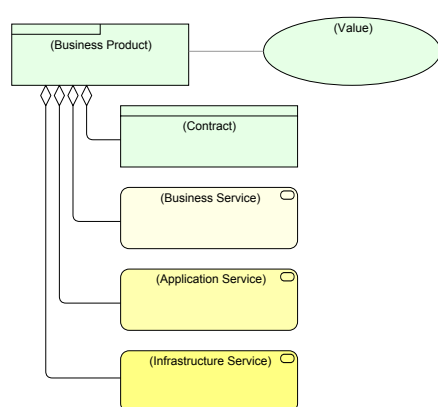 (Business Product)
(Value)
(Contract)
(Business Service)
(Application Service)
(Infrastructure Service)